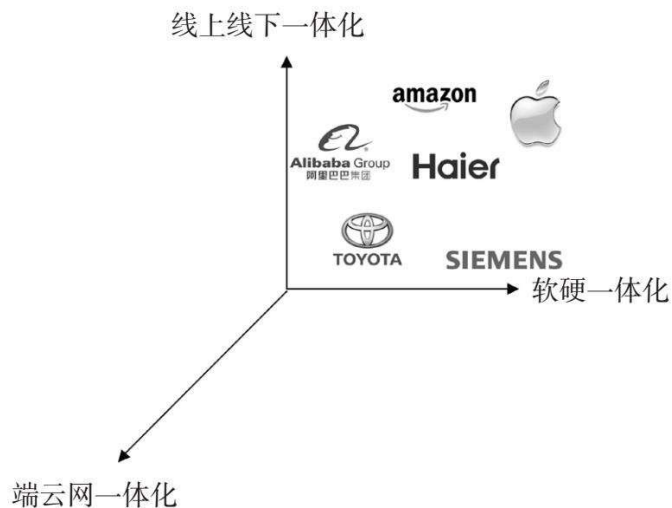 线上线下一体化
amazon
Alibaba Group
阿里巴巴集团
Haier
TOYOTA
SIEMENS
软硬一体化
端云网一体化